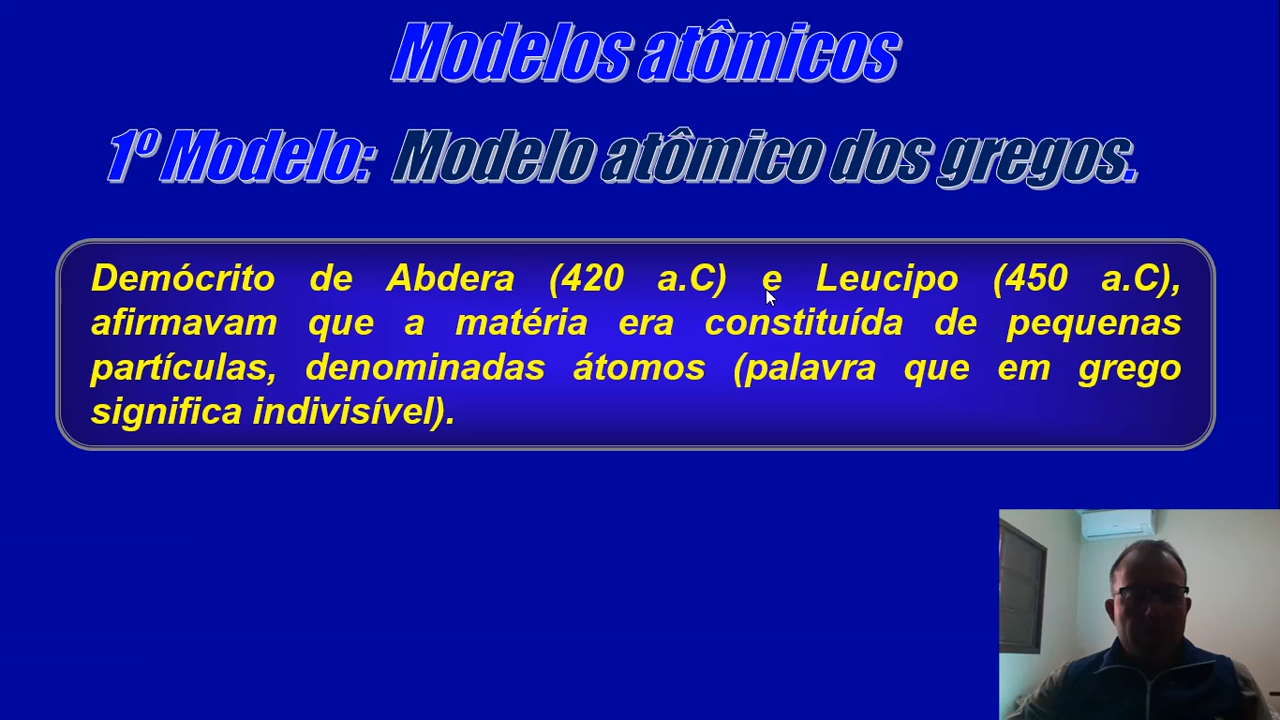 Modelos atômicos
1º Modelo: Modelo atômico dos gregos.
Demócrito de Abdera (420 a.C) e Leucipo (450 a.C),
afirmavam que a matéria era constituída de pequenas
partículas, denominadas átomos (palavra que em grego
significa indivisível).